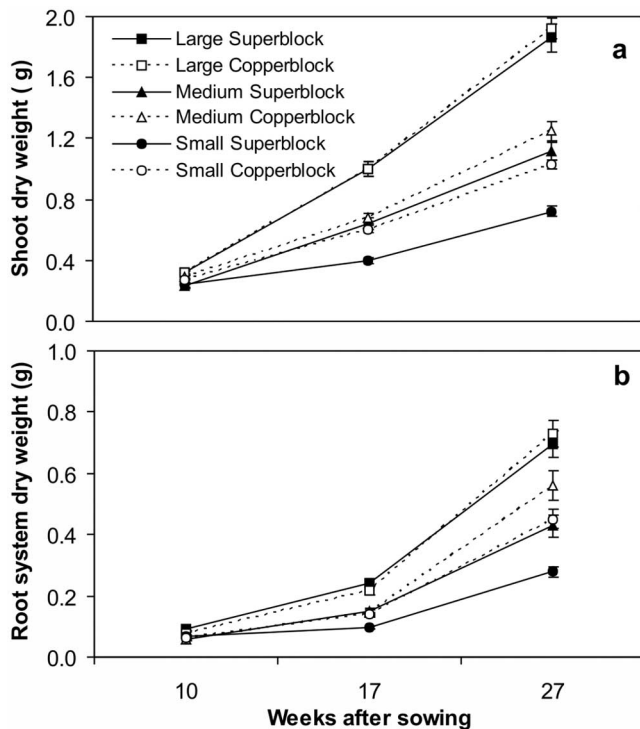 2.0
1.6
1.2
0.8
0.4
0.0
Shoot dry weight ( g)
Large Superblock
Large Copperblock
Medium Superblock
Medium Copperblock
Small Superblock
Small Copperblock
a
1.0
0.8
0.6
0.4
0.2
0.0
Root system dry weight (g)
b
10 17 27
Weeks after sowing